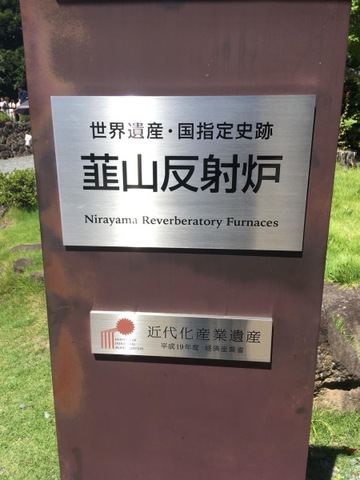 世界遺産・国指定史跡
韮山反射炉
Nirayama Reverberatory Furnaces
近代化産業遺産
平成19年度 経済産業省